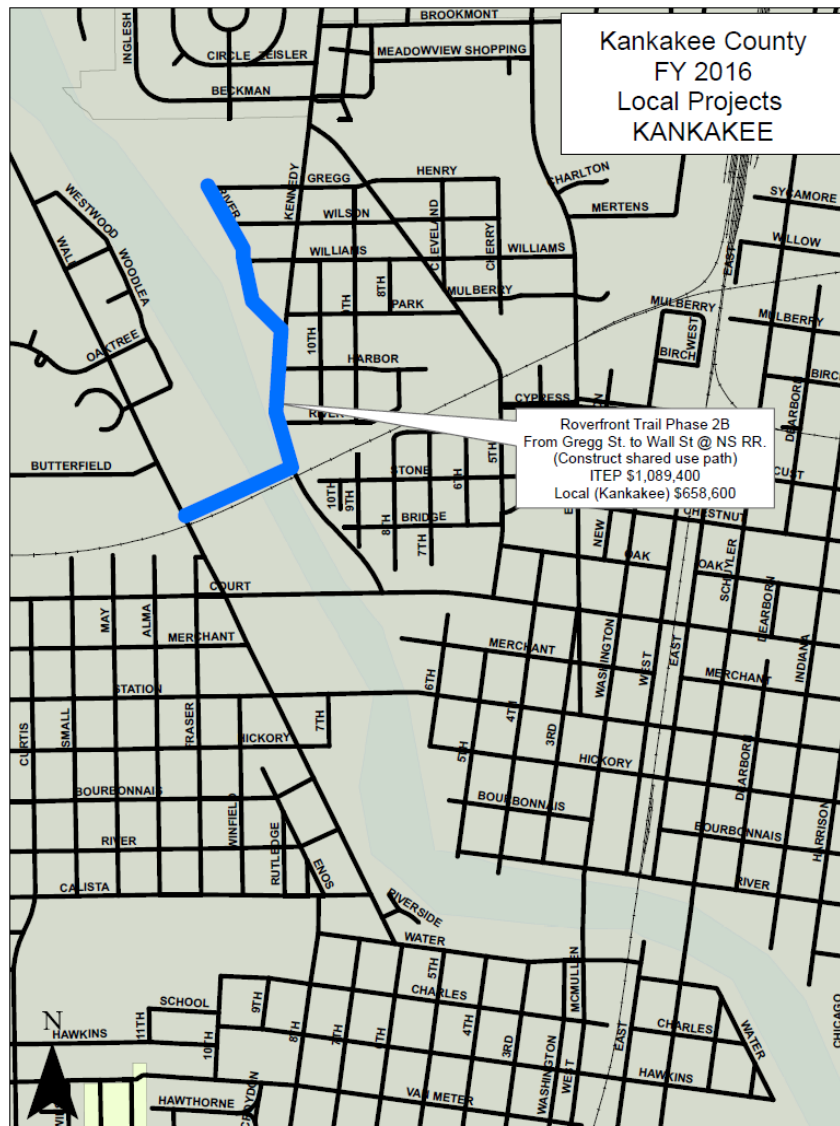 BROOKMONT
INGLESH
CIRCLE ZEISLER
MEADOWVIEW SHOPPING
BECKMAN
Kankakee County
FY 2016
Local Projects
KANKAKEE
WESTWOOD
WALL
WOODLEA
OAKTREE
BUTTERFIELD
RIVER
GREGG
KENNEDY
HENRY
WILSON
WILLIAMS
CLEVELAND
CHERRY
WILLIAMS
CHARLTON
MERTENS
SYCAMORE
WILLOW
EAST
MULBERRY
8TH
PARK
10TH
HARBOR
MULBERRY
WEST
BIRCH
MULBERRY
DEARBORN
CYPRESS
RIVER
Roverfront Trail Phase 2B
From Gregg St. to Wall St @ NS RR.
(Construct shared use path)
ITEP $1,089,400
Local (Kankakee) $658,600
STONE
5TH
6TH
10TH
9TH
BRIDGE
8TH
7TH
CHESTNUT
NEW
OAK
OAK
SCHUYLER
DEARBORN
INDIANA
COURT
MAY
ALMA
MERCHANT
MERCHANT
WASHINGTON
WEST
EAST
MERCHANT
STATION
6TH
4TH
CURTIS
SMALL
FRASER
HICKORY
7TH
5TH
3RD
HICKORY
DEARBORN
BOURBONNAIS
BOURBONNAIS
BOURBONNAIS
HARRISON
WINFIELD
RIVER
RUTLEDGE
ENOS
RIVER
CALISTA
RIVERSIDE
WATER
5TH
MCMULLEN
CHARLES
SCHOOL
9TH
N
HAWKINS
11TH
10TH
8TH
7TH
6TH
4TH
3RD
WASHINGTON
WEST
EAST
CHARLES
WATER
CHICAGO
HAWKINS
VAN METER
HAWTHORNE